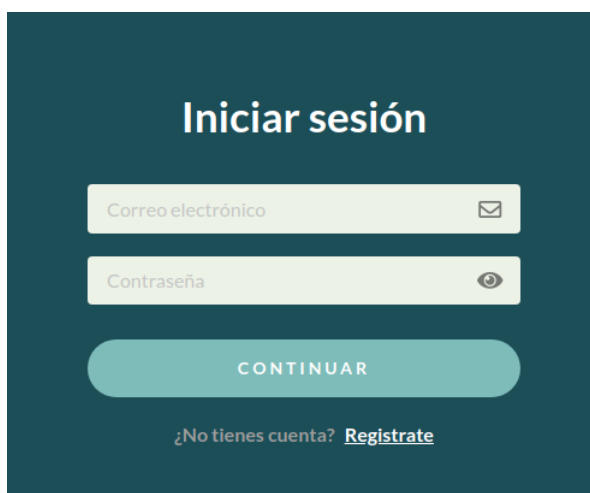 Iniciar sesión
Correo electrónico
Contraseña
CONTINUAR
¿No tienes cuenta? Registrate